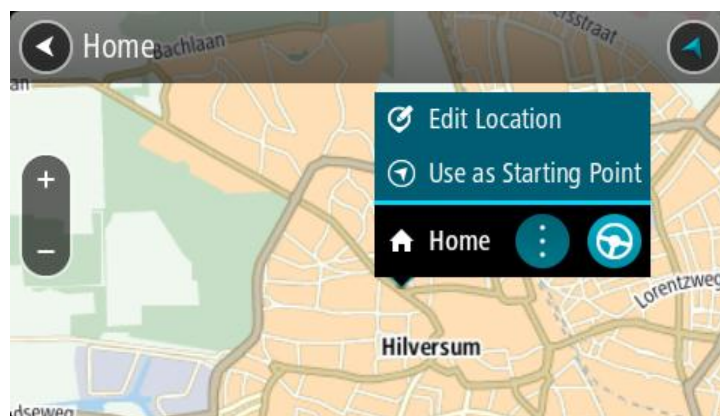 Home
Bachlaan
Edit Location
Use as Starting Point
+
Home
–
Lorentzweg
Hilversum